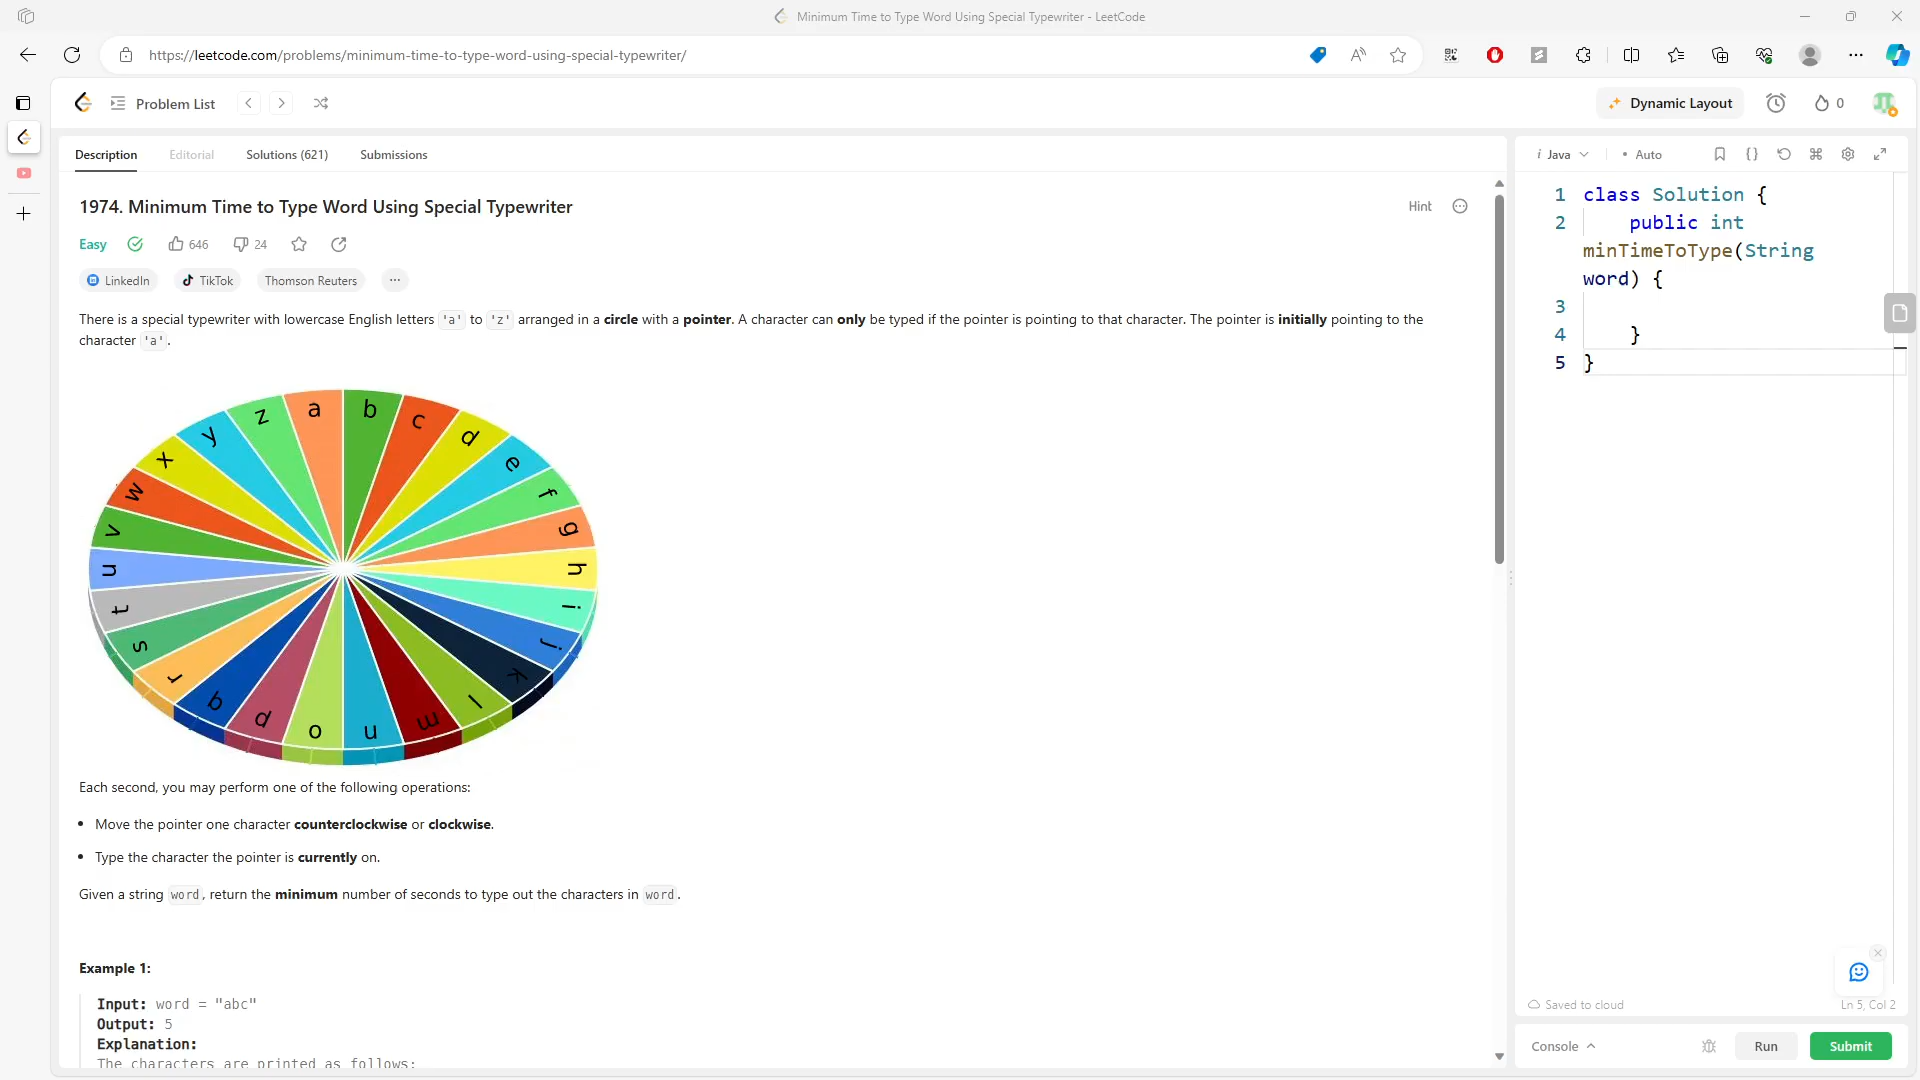 Minimum Time to Type Word Using Special Typewriter - LeetCode
https://leetcode.com/problems/minimum-time-to-type-word-using-special-typewriter/
Problem List
Dynamic Layout
0
Description
Editorial
Solutions (621)
Submissions
1974. Minimum Time to Type Word Using Special Typewriter
Hint
Easy
646
24
LinkedIn
TikTok
Thomson Reuters
There is a special typewriter with lowercase English letters 'a' to 'z' arranged in a circle with a pointer. A character can only be typed if the pointer is pointing to that character. The pointer is initially pointing to the
character 'a'.
a
b
c
d
e
f
g
h
i
j
k
l
m
n
o
p
q
r
s
t
u
v
w
x
y
z
Each second, you may perform one of the following operations:
• Move the pointer one character counterclockwise or clockwise.
• Type the character the pointer is currently on.
Given a string word, return the minimum number of seconds to type out the characters in word.
Example 1:
Input: word = "abc"
Output: 5
Explanation:
The characters are printed as follows:
i Java
• Auto
1 class Solution {
2 public int
minTimeToType(String
word) {
3
4 }
5 }
Saved to cloud
Ln 5, Col 2
Console
Run
Submit